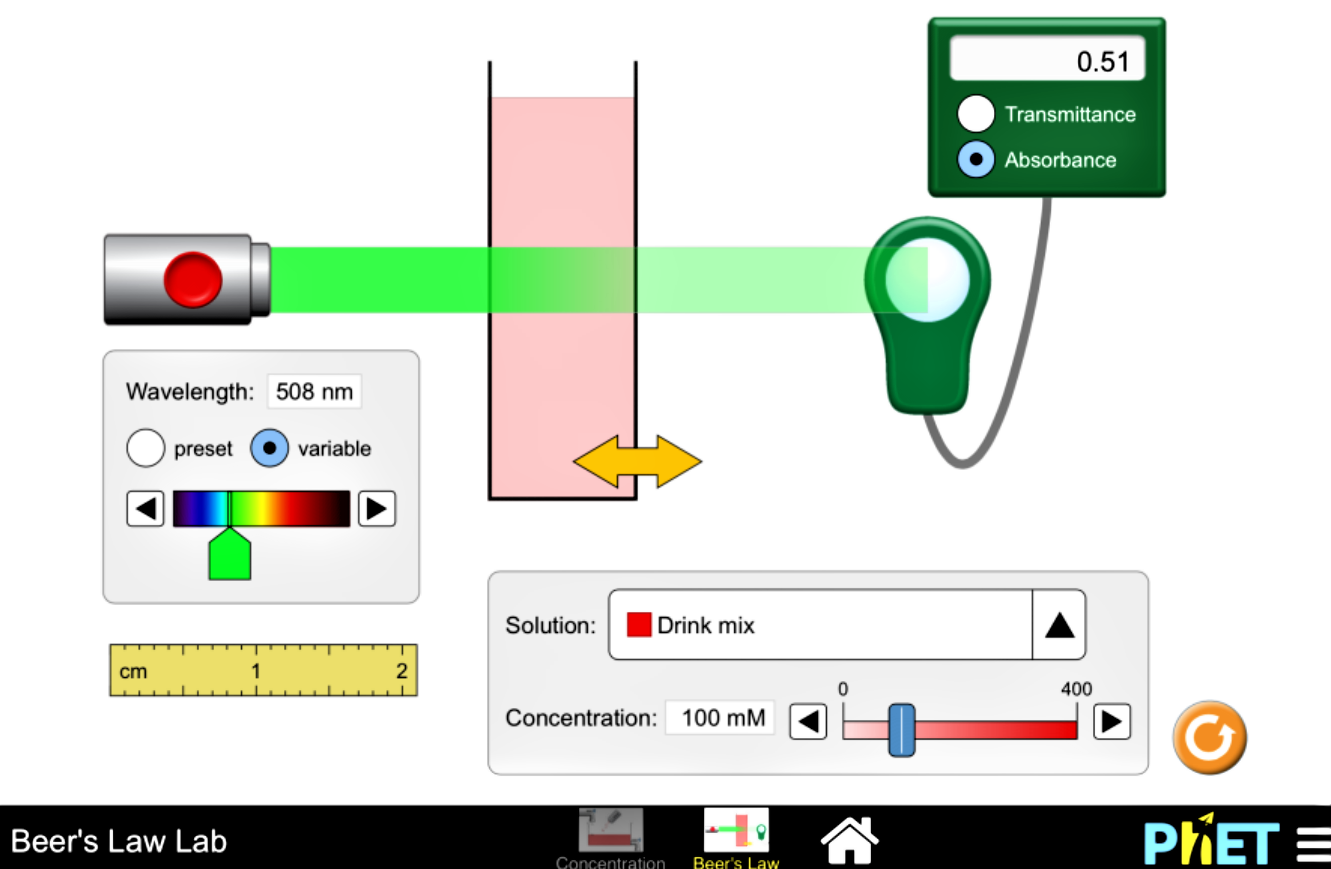 0.51
Transmittance
Absorbance
Wavelength: 508 nm
preset variable
cm 1 2
Solution: Drink mix
0 400
Concentration: 100 mM
Beer's Law Lab
Concentration
Beer's Law
PhET